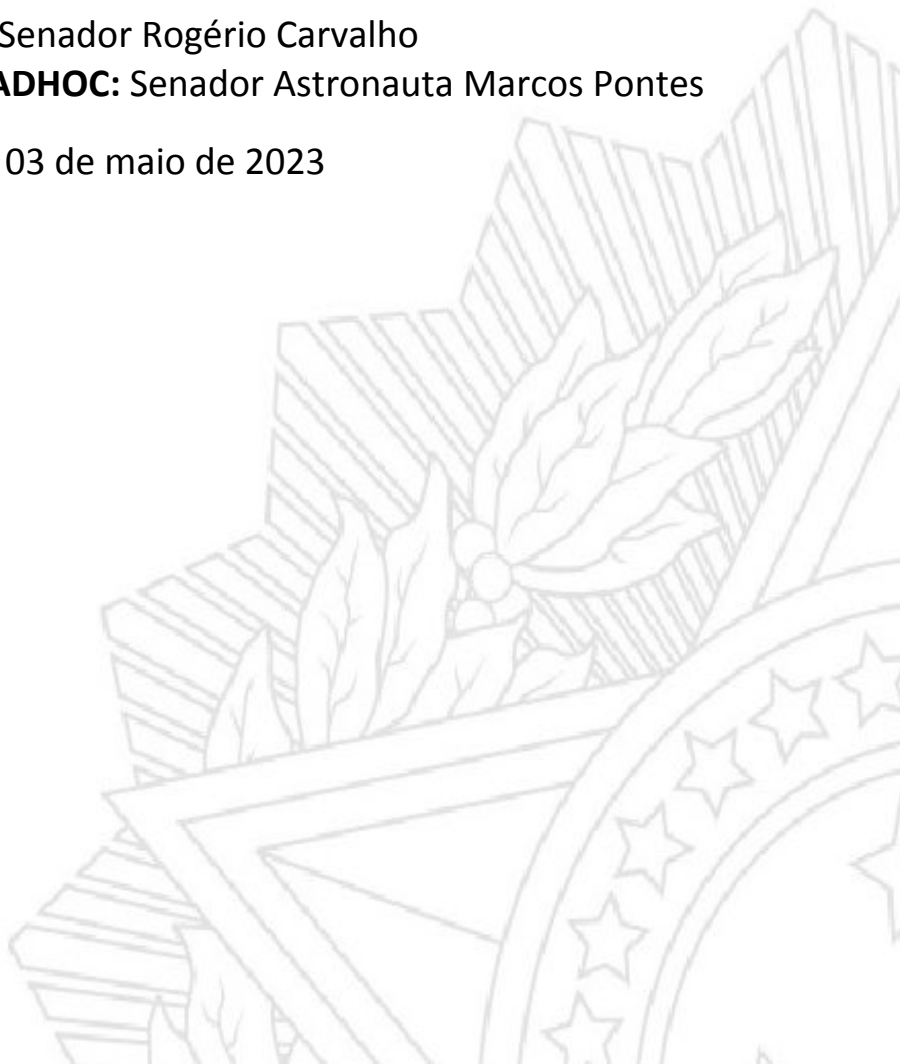 Senador Rogério Carvalho
ADHOC: Senador Astronauta Marcos Pontes
03 de maio de 2023